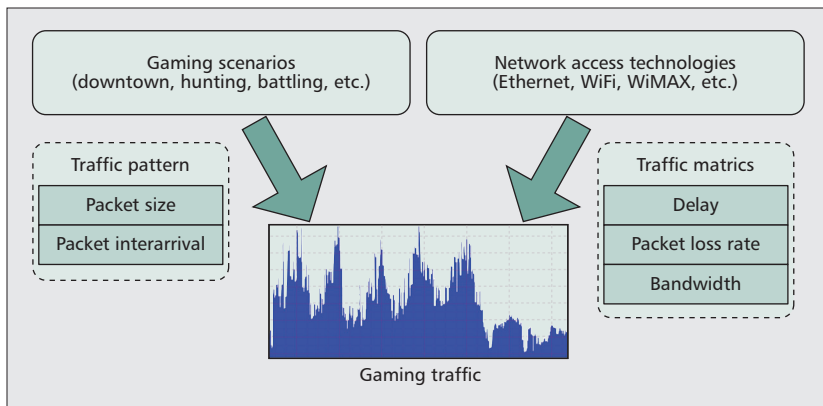 Gaming scenarios
(downtown, hunting, battling, etc.)
Network access technologies
(Ethernet, WiFi, WiMAX, etc.)
Traffic pattern
Packet size
Packet interarrival
Traffic matrics
Delay
Packet loss rate
Bandwidth
Gaming traffic